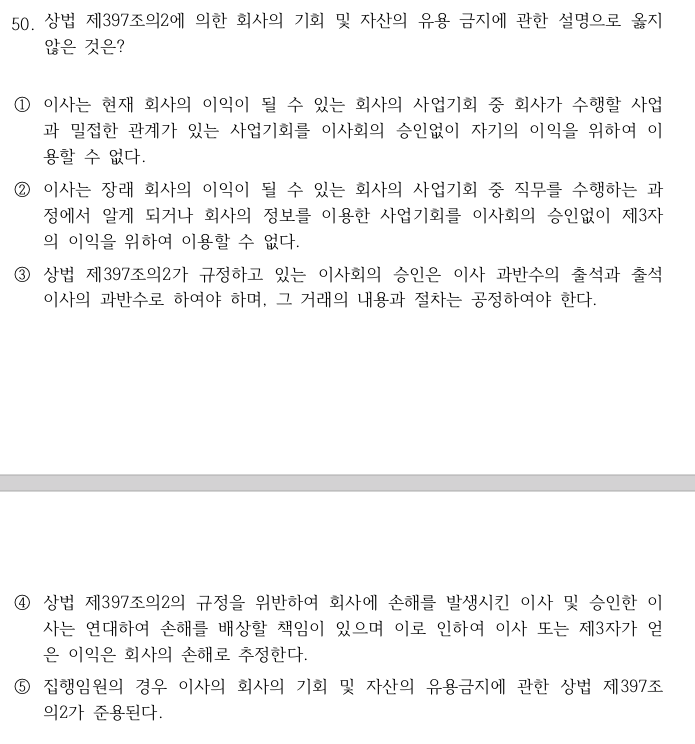 50. 상법 제397조의2에 의한 회사의 기회 및 자산의 유용 금지에 관한 설명으로 옳지
않은 것은?
① 이사는 현재 회사의 이익이 될 수 있는 회사의 사업기회 중 회사가 수행할 사업
과 밀접한 관계가 있는 사업기회를 이사회의 승인없이 자기의 이익을 위하여 이
용할 수 없다.
② 이사는 장래 회사의 이익이 될 수 있는 회사의 사업기회 중 직무를 수행하는 과
정에서 알게 되거나 회사의 정보를 이용한 사업기회를 이사회의 승인없이 제3자
의 이익을 위하여 이용할 수 없다.
③ 상법 제397조의2가 규정하고 있는 이사회의 승인은 이사 과반수의 출석과 출석
이사의 과반수로 하여야 하며, 그 거래의 내용과 절차는 공정하여야 한다.
④ 상법 제397조의2의 규정을 위반하여 회사에 손해를 발생시킨 이사 및 승인한 이
사는 연대하여 손해를 배상할 책임이 있으며 이로 인하여 이사 또는 제3자가 얻
은 이익은 회사의 손해로 추정한다.
⑤ 집행임원의 경우 이사의 회사의 기회 및 자산의 유용금지에 관한 상법 제397조
의2가 준용된다.